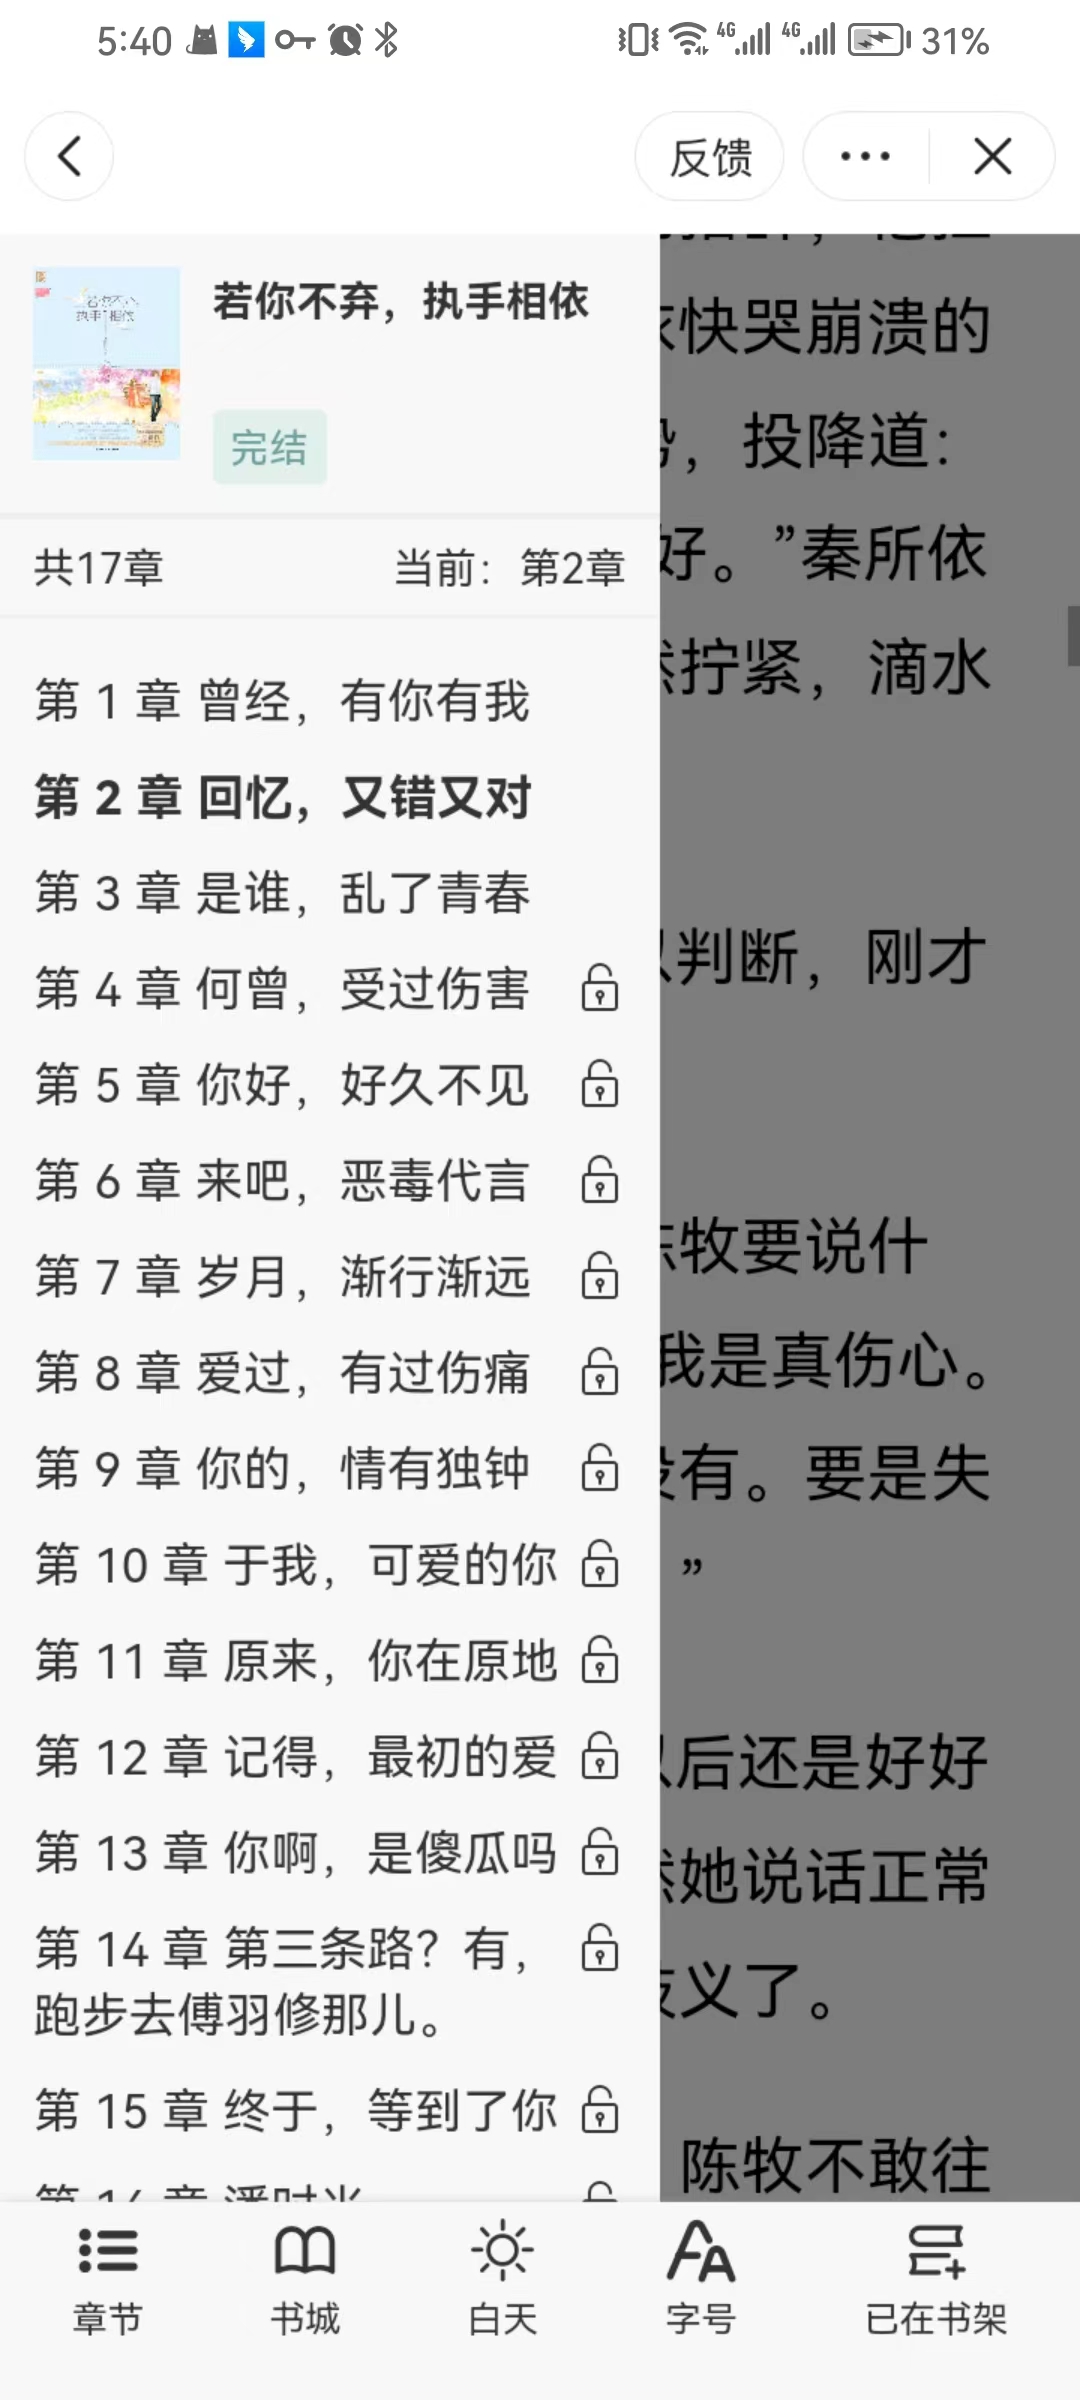 5:40
4G
4G
31%
反馈
若你不弃，执手相依
完结
共17章
当前：第2章
第 1 章 曾经，有你有我
第 2 章 回忆，又错又对
第 3 章 是谁，乱了青春
第 4 章 何曾，受过伤害
第 5 章 你好，好久不见
第 6 章 来吧，恶毒代言
第 7 章 岁月，渐行渐远
第 8 章 爱过，有过伤痛
第 9 章 你的，情有独钟
第 10 章 于我，可爱的你
第 11 章 原来，你在原地
第 12 章 记得，最初的爱
第 13 章 你啊，是傻瓜吗
第 14 章 第三条路？有，
跑步去傅羽修那儿。
第 15 章 终于，等到了你
快哭崩溃的
，投降道：
好。”秦所依
拧紧，滴水
判断，刚才
牧要说什
我是真伤心。
有。要是失
”
后还是好好
她说话正常
义了。
陈牧不敢往
章节
书城
白天
字号
已在书架